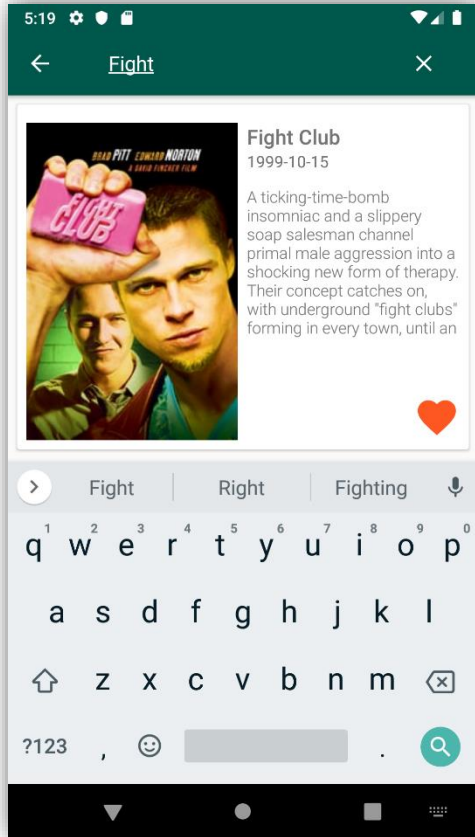 5:19
Fight
BRAD PITT EDWARD NORTON
A DAVID FINCHER FILM
FIGHT
CLUB
Fight Club
1999-10-15
A ticking-time-bomb
insomniac and a slippery
soap salesman channel
primal male aggression into a
shocking new form of therapy.
Their concept catches on,
with underground "fight clubs"
forming in every town, until an
Fight Right Fighting
1 2 3 4 5 6 7 8 9 0
q w e r t y u i o p
a s d f g h j k l
z x c v b n m
?123 , .